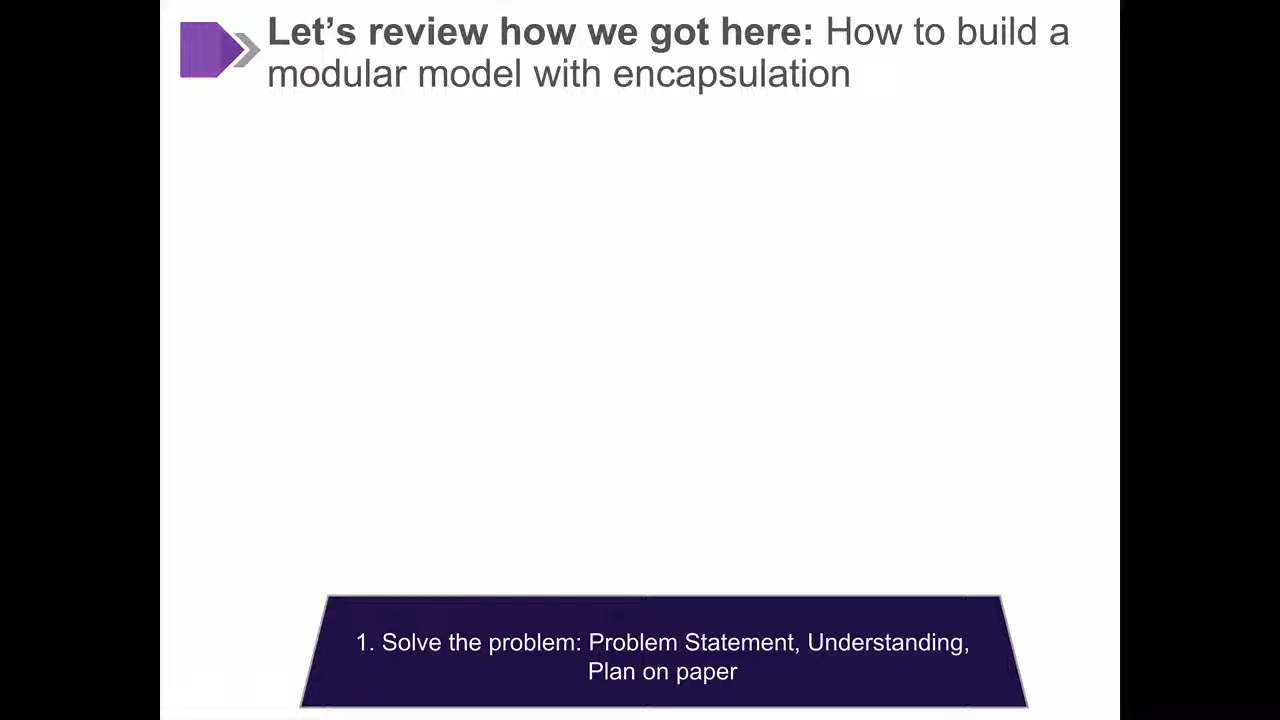 Let’s review how we got here: How to build a
modular model with encapsulation
1. Solve the problem: Problem Statement, Understanding,
Plan on paper